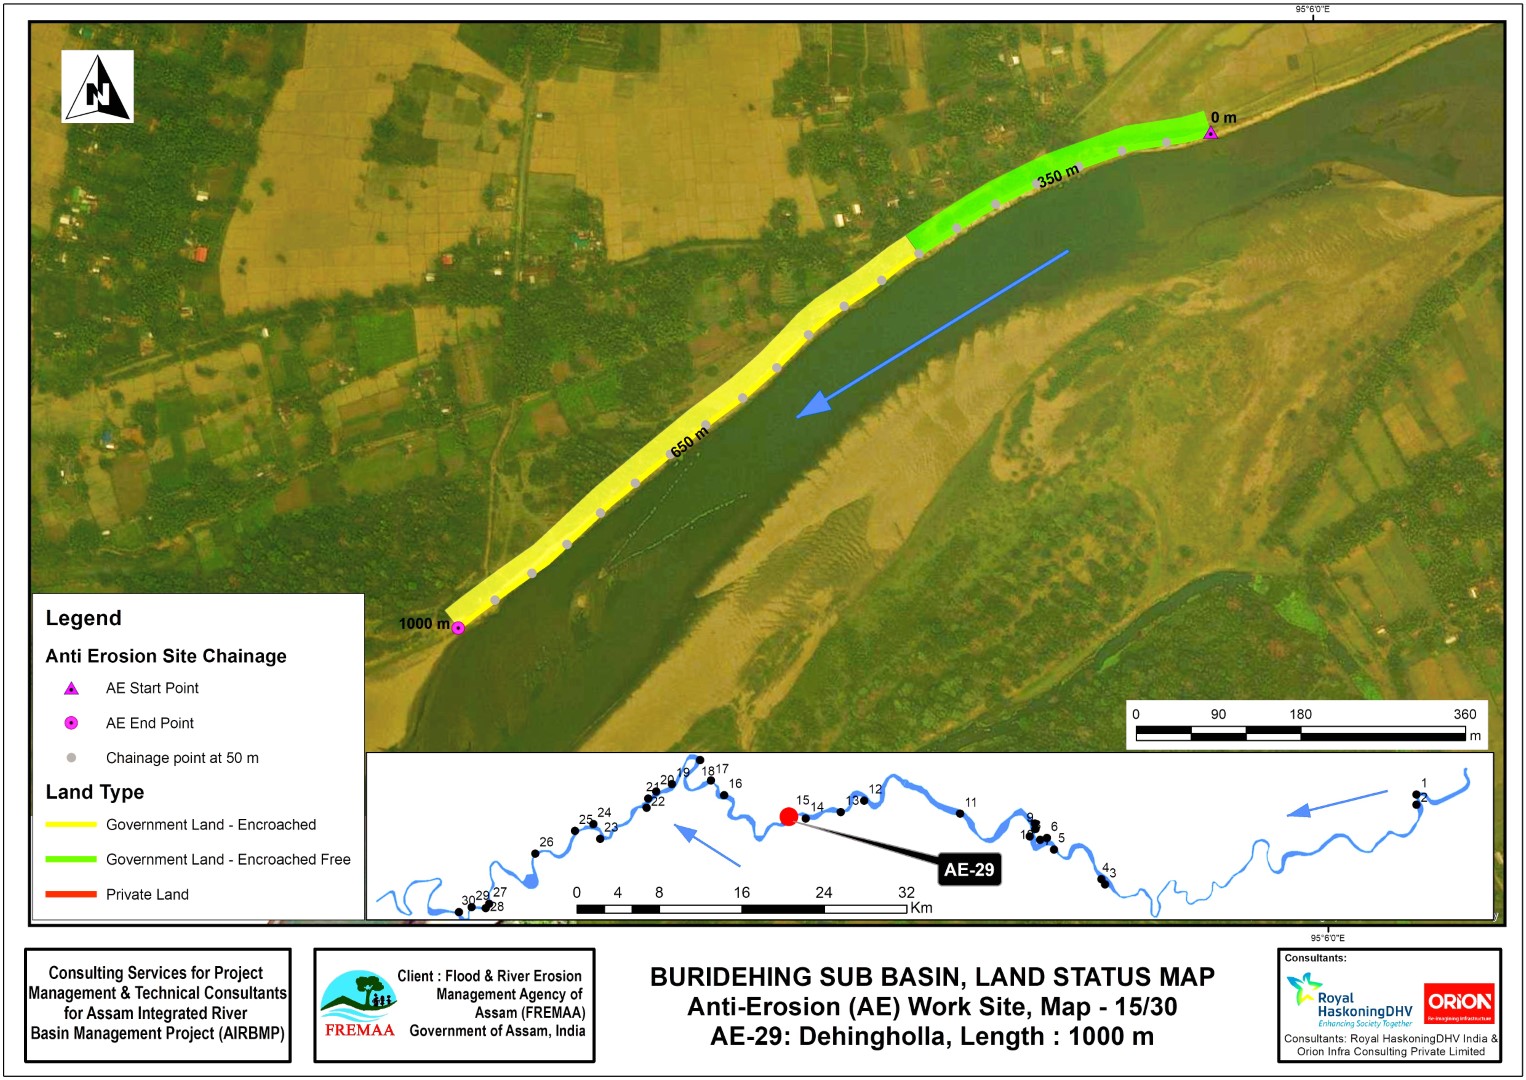 95°6'0"E
N
0 m
350 m
650 m
1000 m
Legend
Anti Erosion Site Chainage
AE Start Point
AE End Point
Chainage point at 50 m
Land Type
Government Land - Encroached
Government Land - Encroached Free
Private Land
0 90 180 360
m
1
2
3
4
5
6
9
11
12
13
14
15
16
17
18
19
20
21
22
23
24
25
26
27
28
29
30
AE-29
0 4 8 16 24 32
Km
95°6'0"E
Consulting Services for Project
Management & Technical Consultants
for Assam Integrated River
Basin Management Project (AIRBMP)
FREMAA
Client : Flood & River Erosion
Management Agency of
Assam (FREMAA)
Government of Assam, India
BURIDEHING SUB BASIN, LAND STATUS MAP
Anti-Erosion (AE) Work Site, Map - 15/30
AE-29: Dehingholla, Length : 1000 m
Consultants:
Royal
HaskoningDHV
Enhancing Society Together
ORION
Re-imagining Infrastructure
Consultants: Royal HaskoningDHV India &
Orion Infra Consulting Private Limited